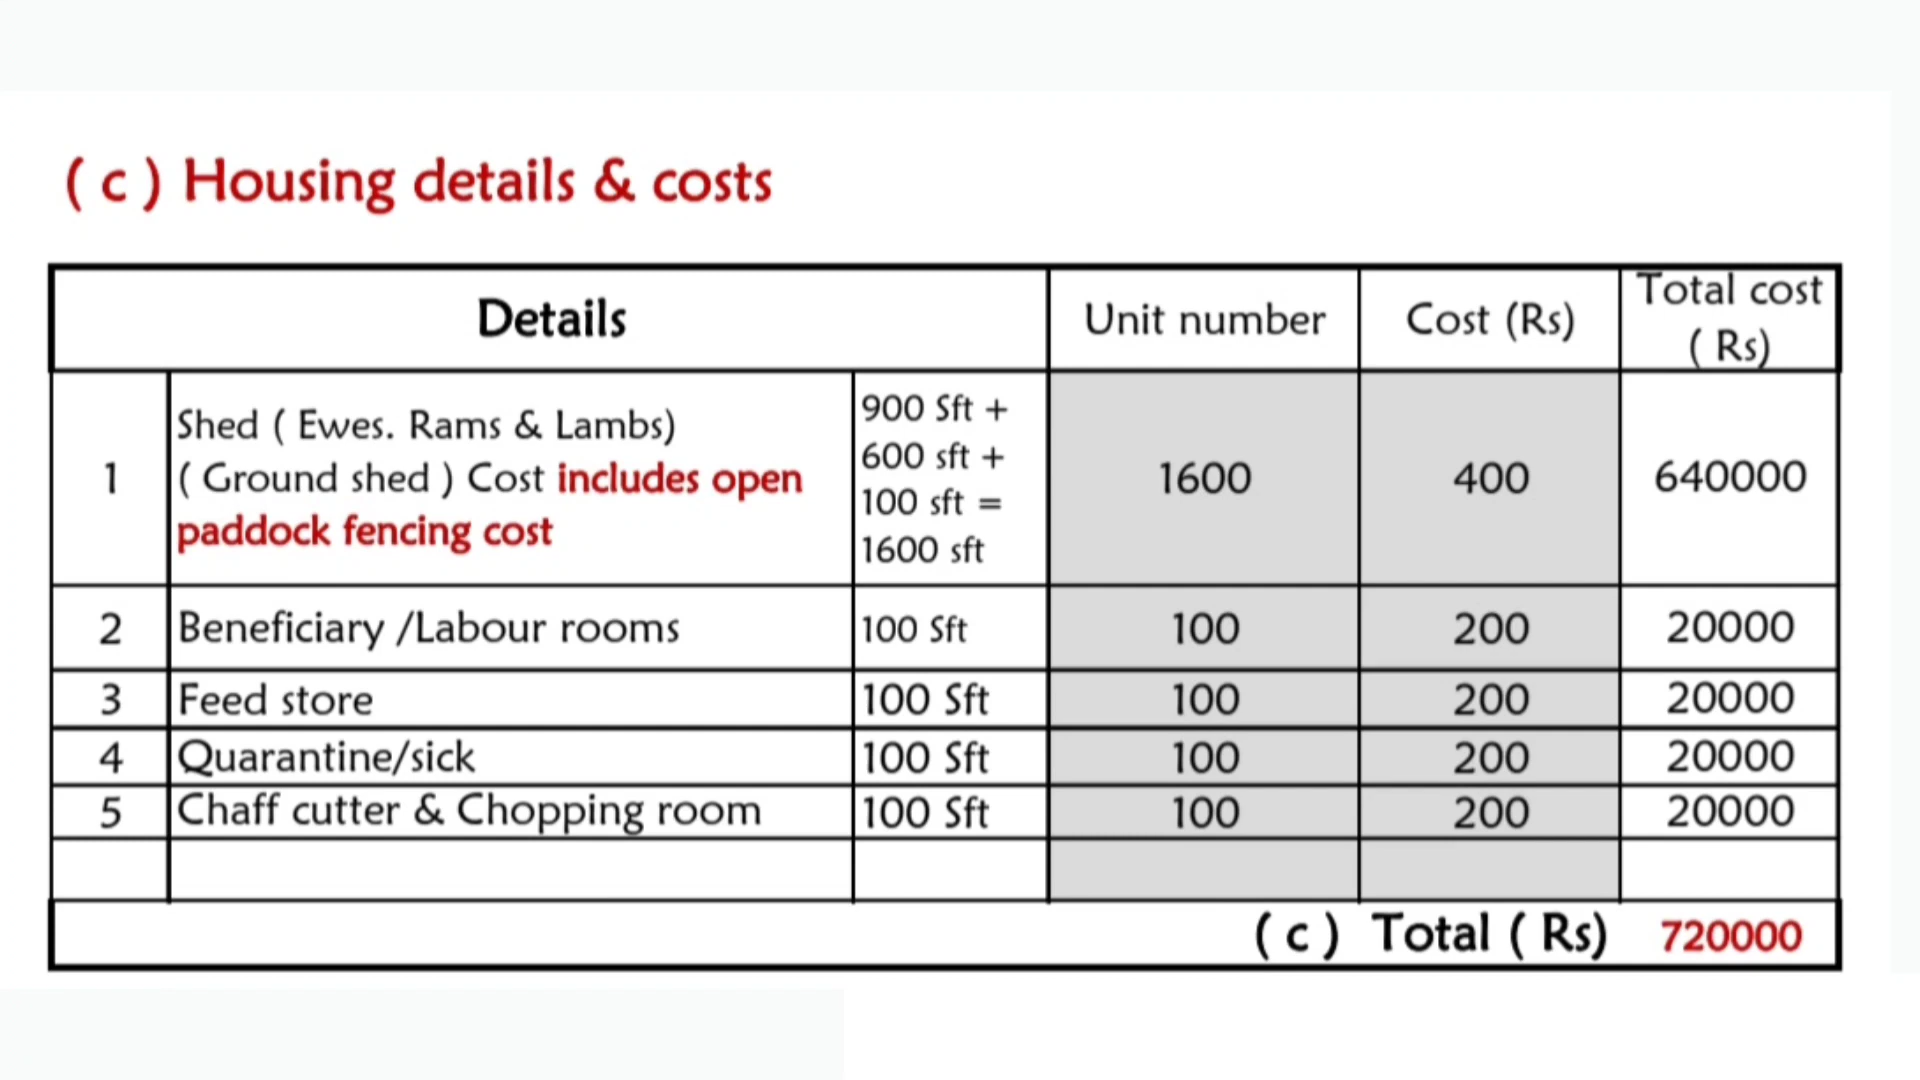 ( c ) Housing details & costs
Details Unit number Cost (Rs) Total cost ( Rs)
1 Shed ( Ewes. Rams & Lambs) ( Ground shed ) Cost includes open paddock fencing cost 900 Sft + 600 sft + 100 sft = 1600 sft 1600 400 640000
2 Beneficiary /Labour rooms 100 Sft 100 200 20000
3 Feed store 100 Sft 100 200 20000
4 Quarantine/sick 100 Sft 100 200 20000
5 Chaff cutter & Chopping room 100 Sft 100 200 20000
( c ) Total ( Rs) 720000